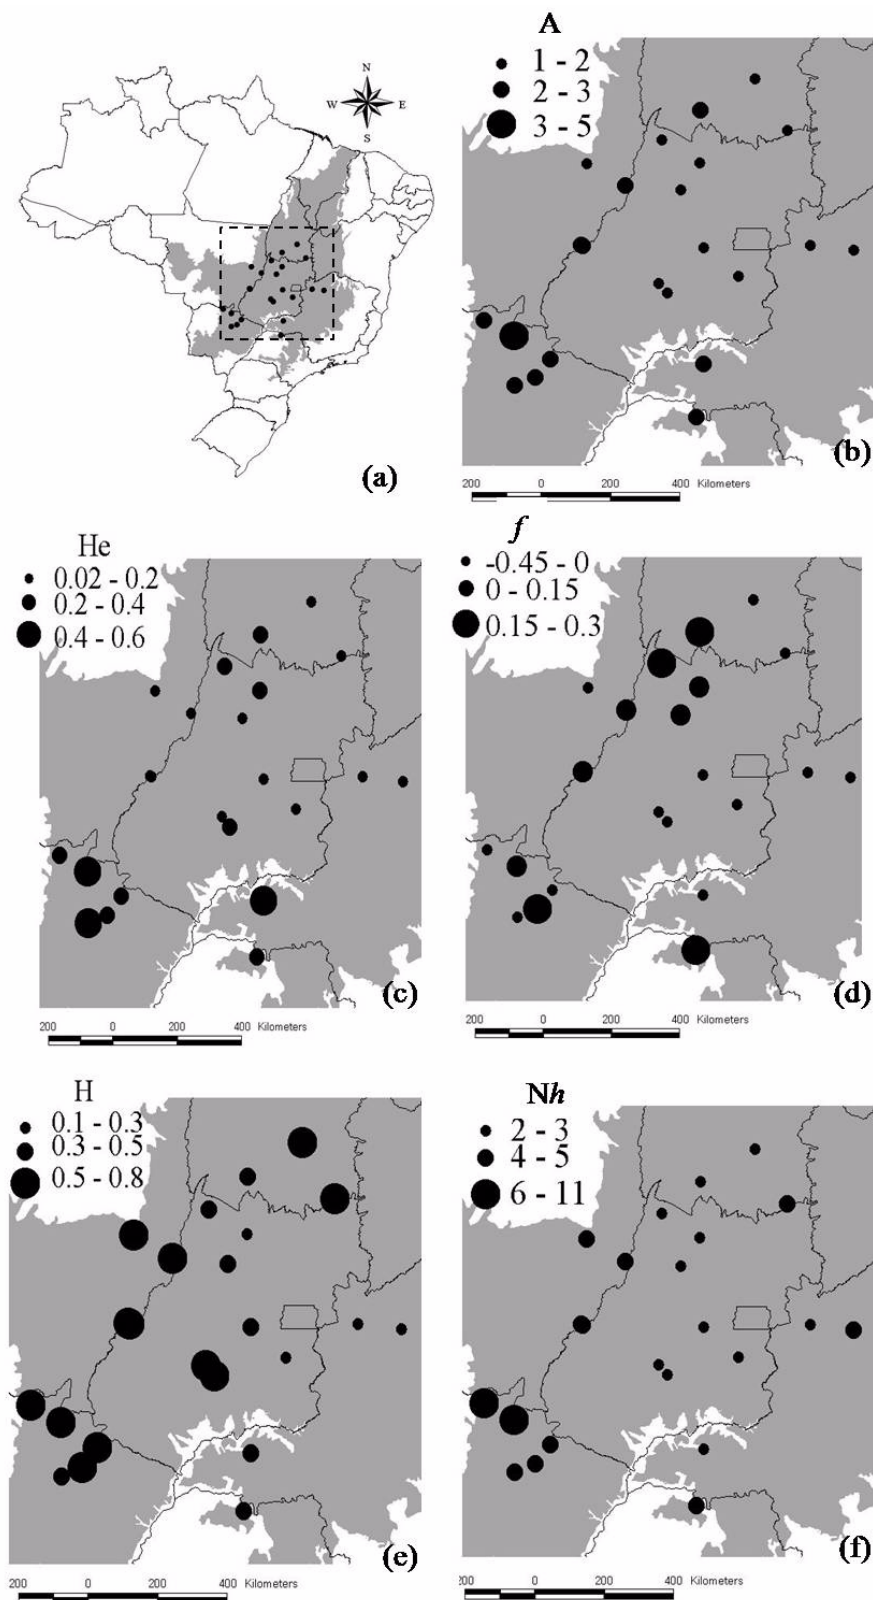 A
1 - 2
2 - 3
3 - 5
N
W E
S
(a)
(b)
200 0 200 400 Kilometers
He
0.02 - 0.2
0.2 - 0.4
0.4 - 0.6
(c)
200 0 200 400 Kilometers
f
-0.45 - 0
0 - 0.15
0.15 - 0.3
(d)
200 0 200 400 Kilometers
H
0.1 - 0.3
0.3 - 0.5
0.5 - 0.8
(e)
200 0 200 400 Kilometers
Nh
2 - 3
4 - 5
6 - 11
(f)
200 0 200 400 Kilometers